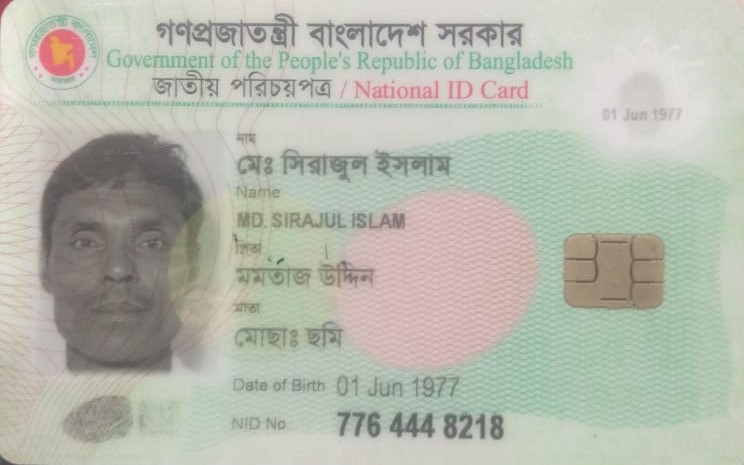 গণপ্রজাতন্ত্রী বাংলাদেশ সরকার
Government of the People's Republic of Bangladesh
জাতীয় পরিচয়পত্র / National ID Card
01 Jun 1977
নাম
মোঃ সিরাজুল ইসলাম
Name
MD. SIRAJUL ISLAM
পিতা
মমতাজ উদ্দিন
মাতা
মোছাঃ ছমি
Date of Birth 01 Jun 1977
NID No. 776 444 8218